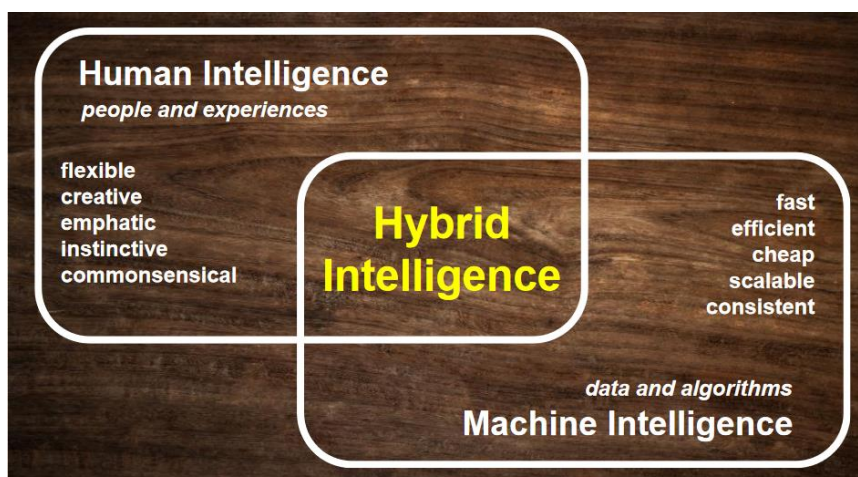 Human Intelligence
people and experiences
flexible
creative
emphatic
instinctive
commonsensical
Hybrid
Intelligence
fast
efficient
cheap
scalable
consistent
data and algorithms
Machine Intelligence